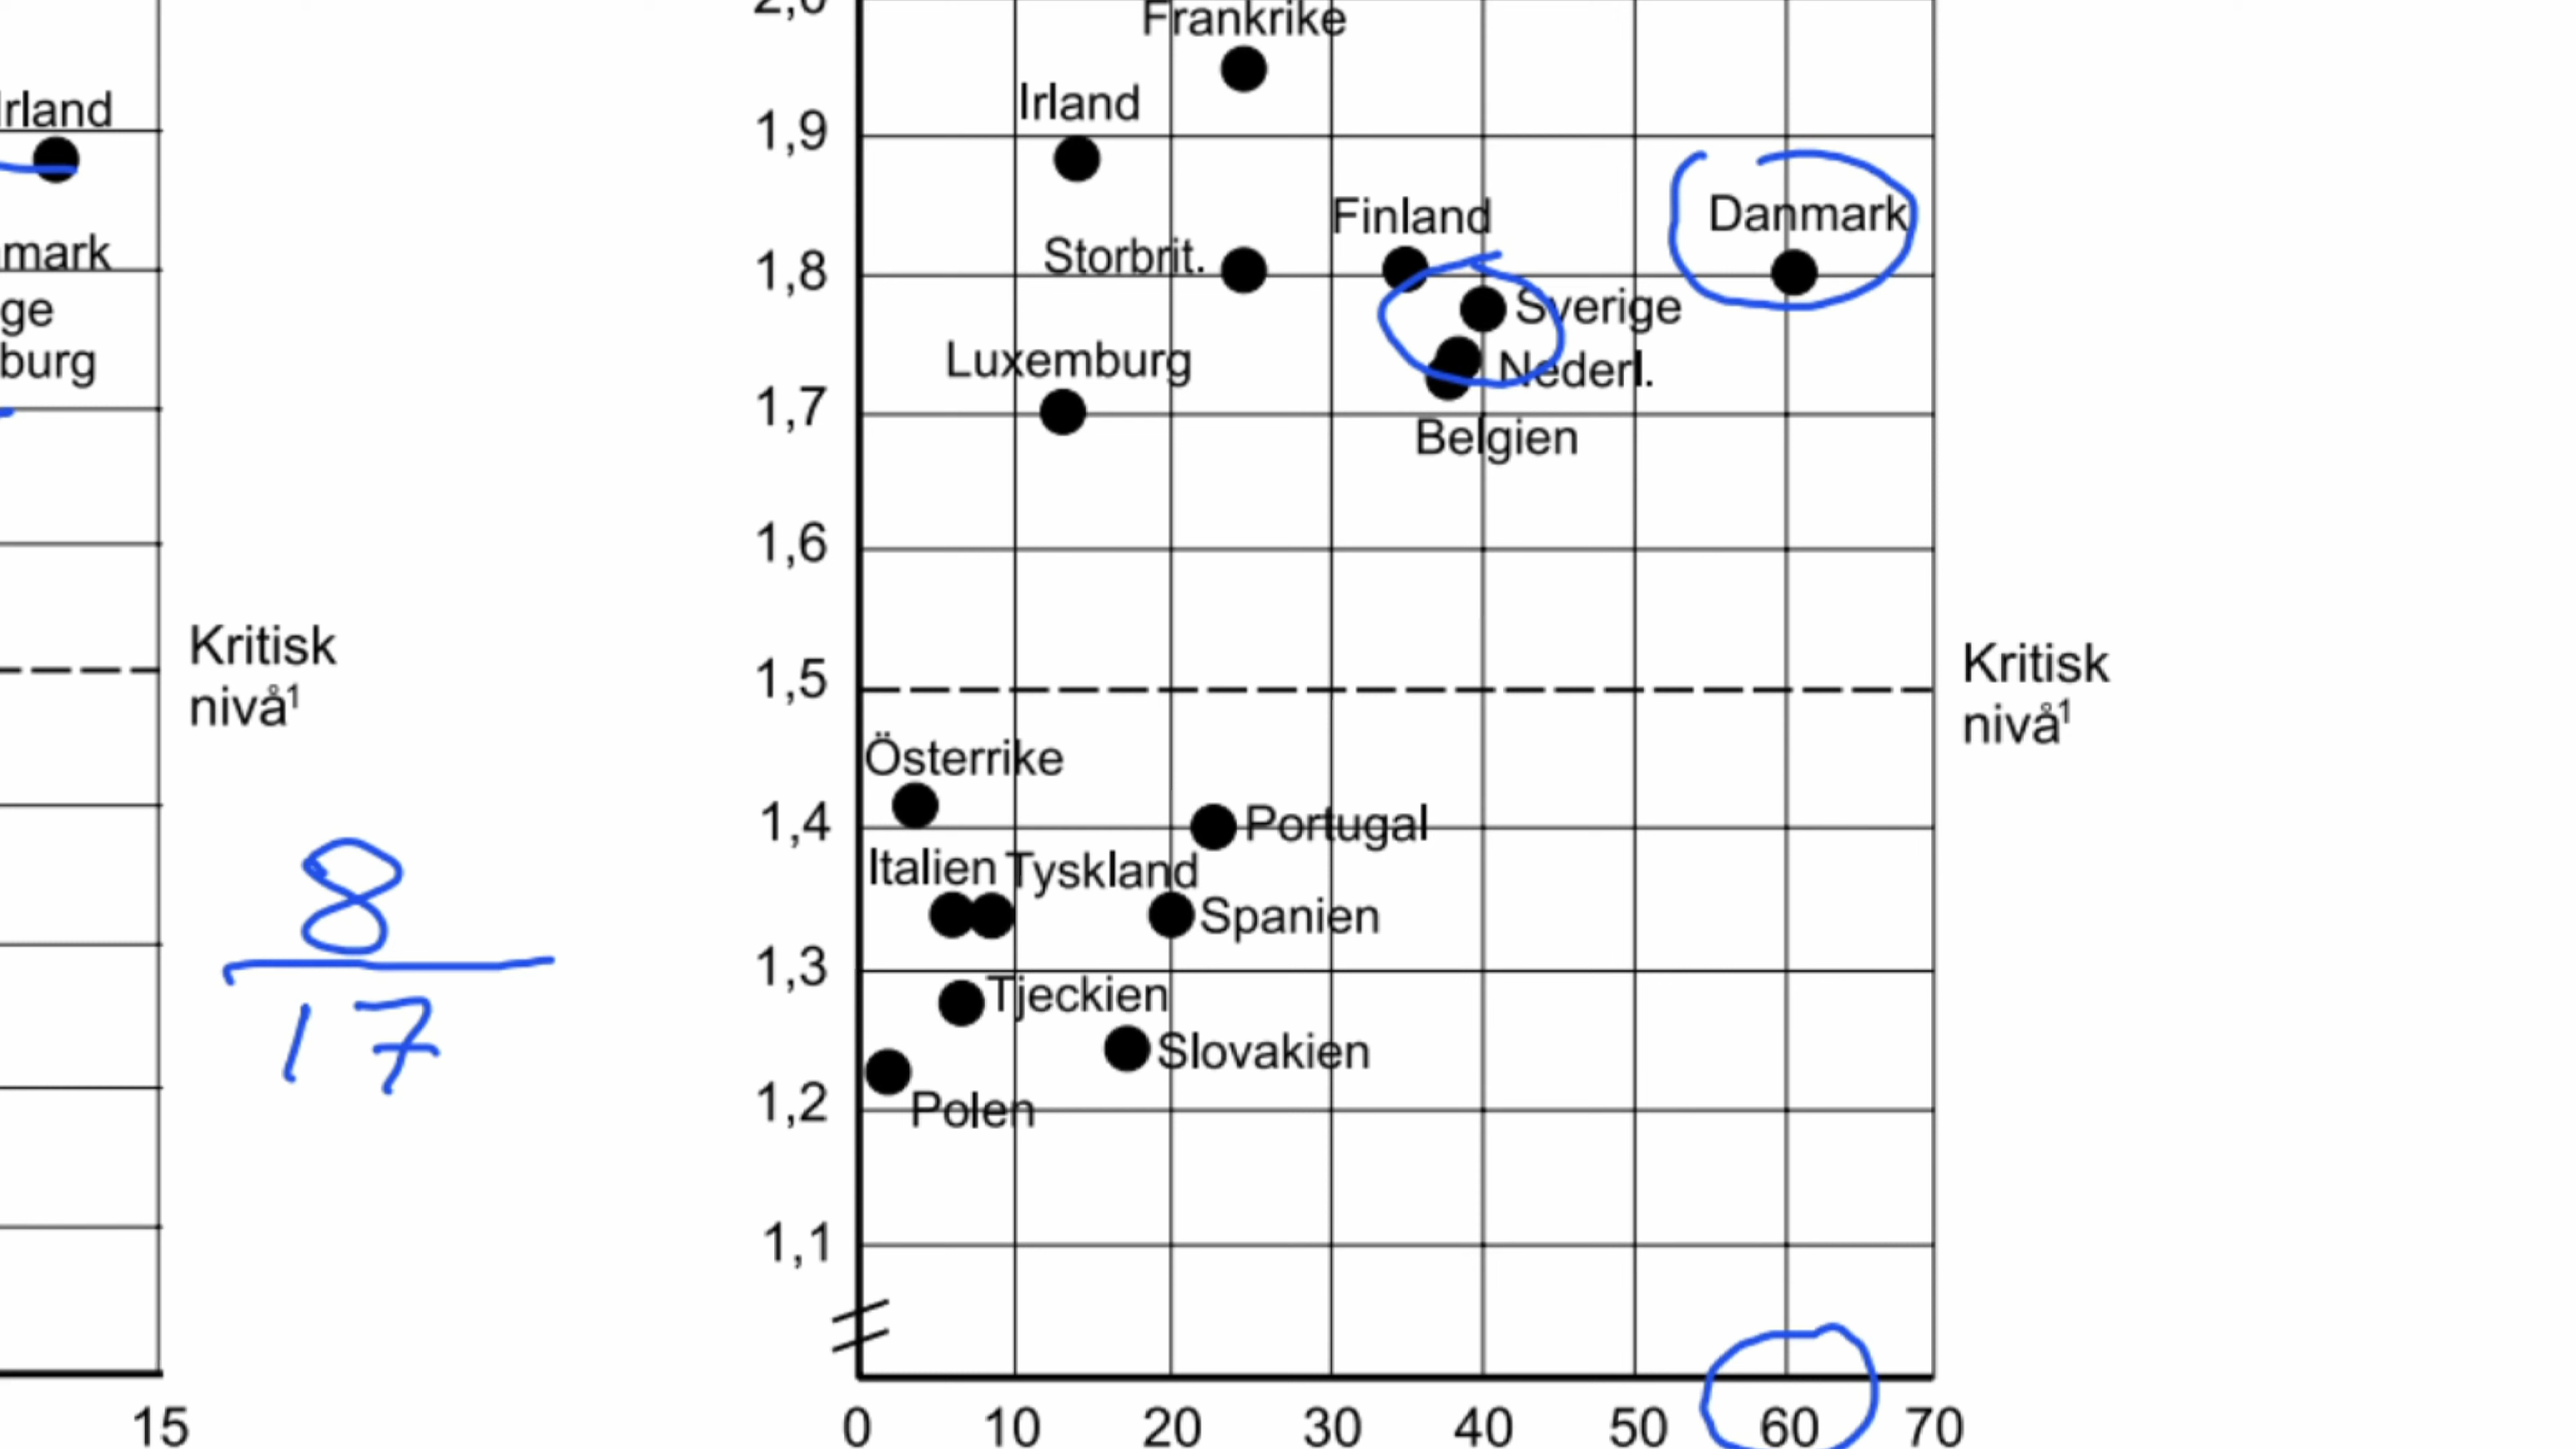 2,0
Frankrike
Irland
1,9
Irland
Danmark
Finland
Storbrit.
1,8
mark
Sverige
ge
Luxemburg
Nederl.
burg
1,7
Belgien
1,6
Kritisk
nivå¹
1,5
Kritisk
nivå¹
Österrike
1,4
Portugal
8
Italien
Tyskland
Spanien
1,3
17
Tjeckien
Slovakien
1,2
Polen
1,1
15
0 10 20 30 40 50 60 70